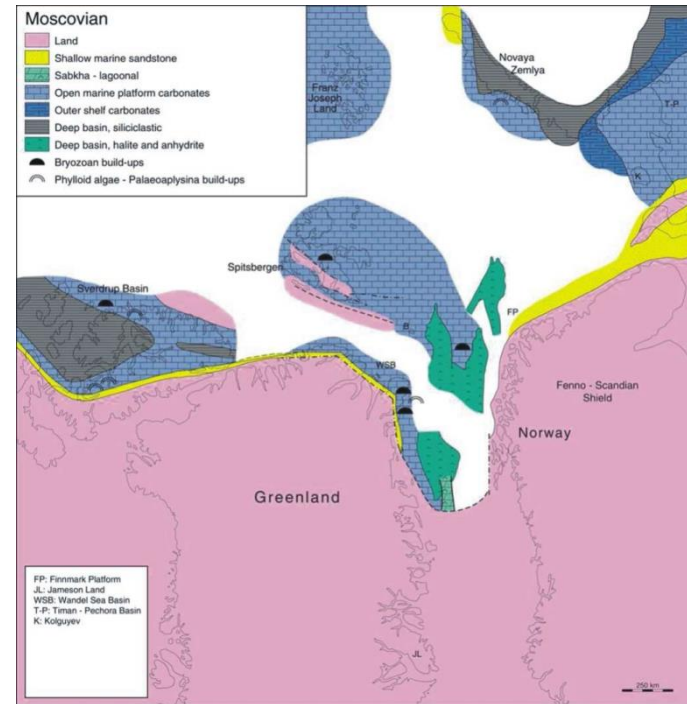 Moscovian
Land
Shallow marine sandstone
Sabkha - lagoonal
Open marine platform carbonates
Outer shelf carbonates
Deep basin, siliciclastic
Deep basin, halite and anhydrite
Bryozoan build-ups
Phylloid algae - Palaeoaplysina build-ups
Franz
Joseph
Land
Novaya
Zemlya
T-P
K
Spitsbergen
Sverdrup Basin
B
FP
WSB
Fenno - Scandian
Shield
Norway
Greenland
FP: Finnmark Platform
JL: Jameson Land
WSB: Wandel Sea Basin
T-P: Timan - Pechora Basin
K: Kolguyev
JL
250 km